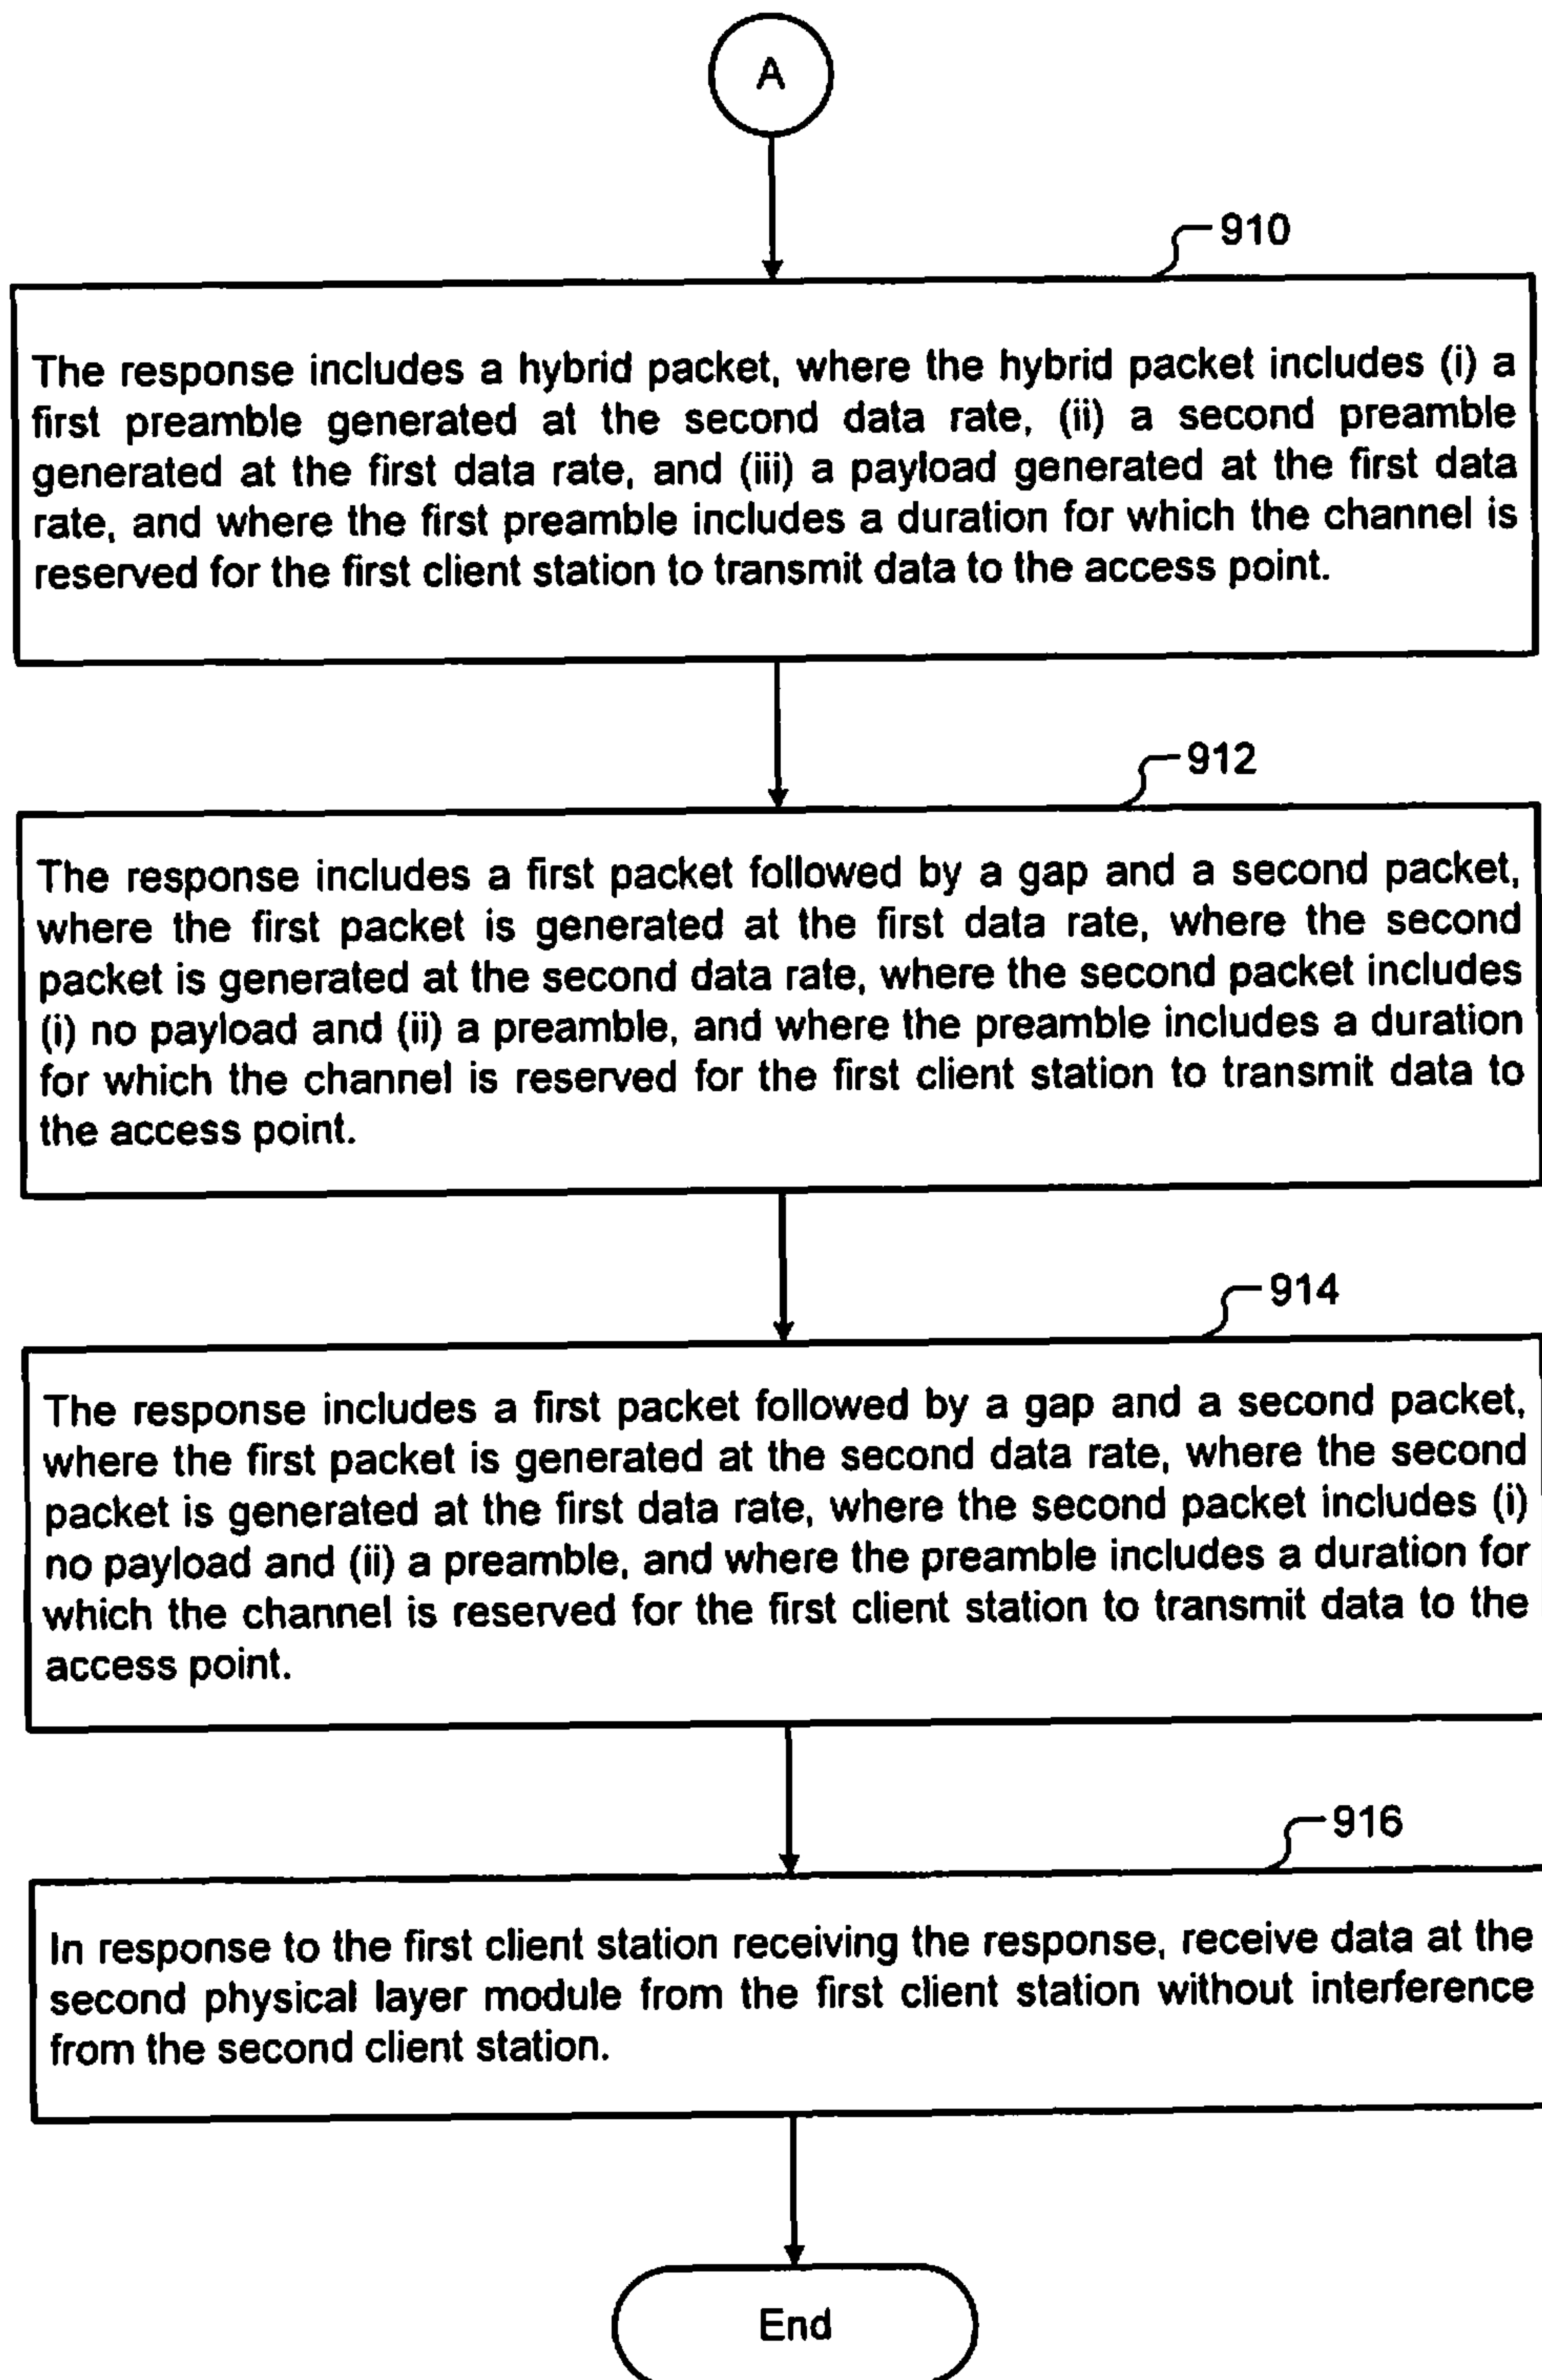 A
910
The response includes a hybrid packet, where the hybrid packet includes (i) a
first preamble generated at the second data rate, (ii) a second preamble
generated at the first data rate, and (iii) a payload generated at the first data
rate, and where the first preamble includes a duration for which the channel is
reserved for the first client station to transmit data to the access point.
912
The response includes a first packet followed by a gap and a second packet,
where the first packet is generated at the first data rate, where the second
packet is generated at the second data rate, where the second packet includes
(i) no payload and (ii) a preamble, and where the preamble includes a duration
for which the channel is reserved for the first client station to transmit data to
the access point.
914
The response includes a first packet followed by a gap and a second packet,
where the first packet is generated at the second data rate, where the second
packet is generated at the first data rate, where the second packet includes (i)
no payload and (ii) a preamble, and where the preamble includes a duration for
which the channel is reserved for the first client station to transmit data to the
access point.
916
In response to the first client station receiving the response, receive data at the
second physical layer module from the first client station without interference
from the second client station.
End